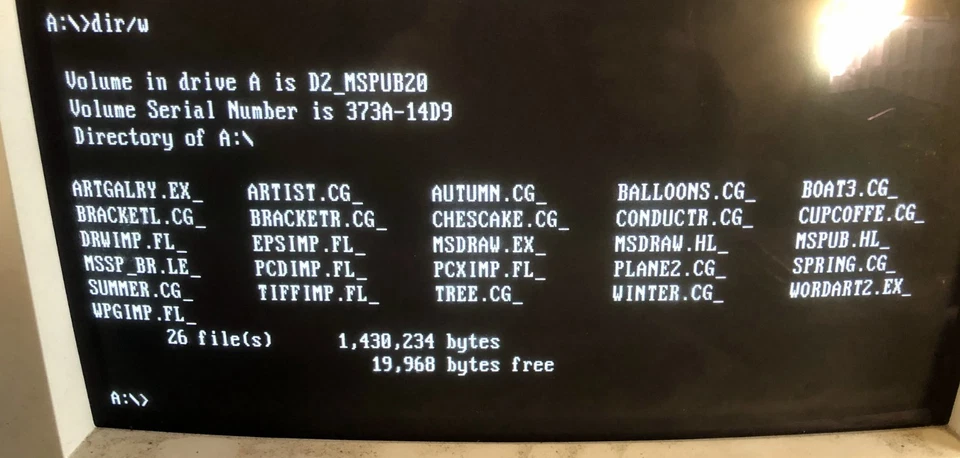 A:\>dir/w
Volume in drive A is D2_MSPUB20
Volume Serial Number is 373A-14D9
Directory of A:\
ARTGALRY.EX_ ARTIST.CG_ AUTUMN.CG_ BALLOONS.CG_ BOAT3.CG_
BRACKETL.CG_ BRACKETR.CG_ CHESCAKE.CG_ CONDUCTR.CG_ CUPCOFFE.CG_
DRWIMP.FL_ EPSIMP.FL_ MSDRAW.EX_ MSDRAW.HL_ MSPUB.HL_
MSSP_BR.LE_ PCDIMP.FL_ PCXIMP.FL_ PLANE2.CG_ SPRING.CG_
SUMMER.CG_ TIFFIMP.FL_ TREE.CG_ WINTER.CG_ WORDART2.EX_
WPGIMP.FL_
26 file(s) 1,430,234 bytes
19,968 bytes free
A:\>